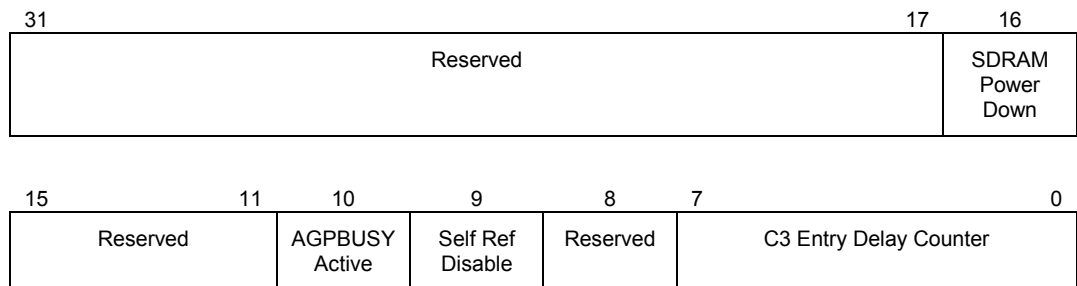 31 17 16
Reserved SDRAM
Power
Down
15 11 10 9 8 7 0
Reserved AGPBUSY Self Ref Reserved C3 Entry Delay Counter
Active Disable